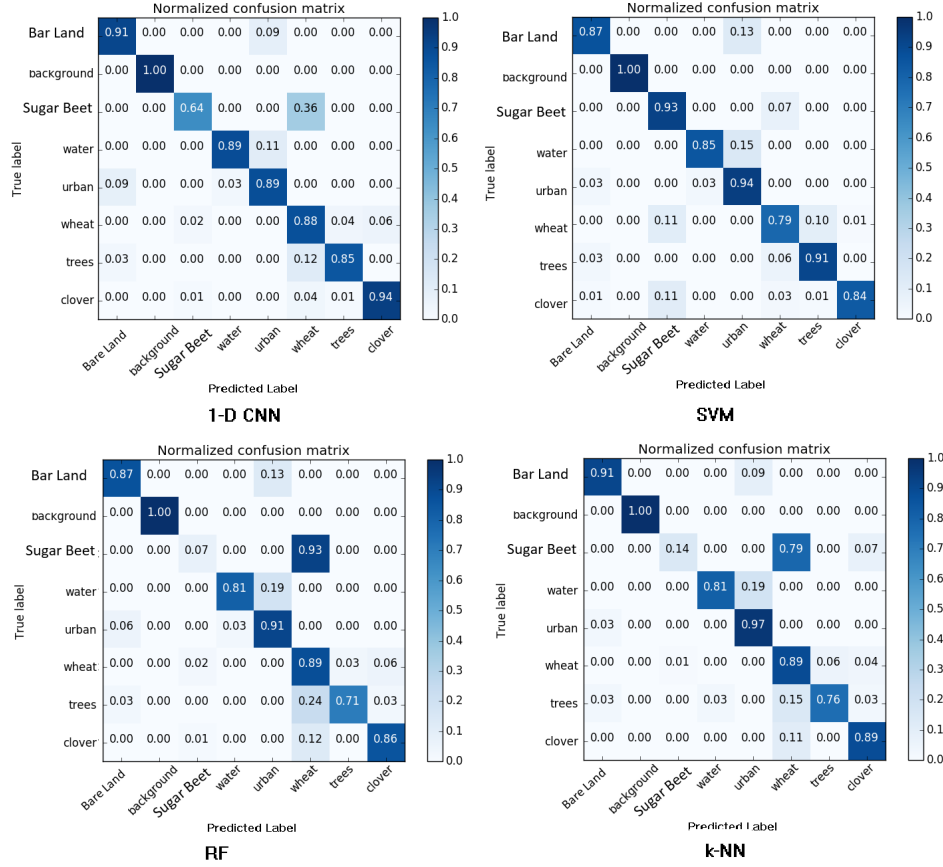 Normalized confusion matrix
True label
Bar Land 0.91 0.00 0.00 0.00 0.09 0.00 0.00 0.00
background 0.00 1.00 0.00 0.00 0.00 0.00 0.00 0.00
Sugar Beet 0.00 0.00 0.64 0.00 0.00 0.36 0.00 0.00
water 0.00 0.00 0.00 0.89 0.11 0.00 0.00 0.00
urban 0.09 0.00 0.00 0.03 0.89 0.00 0.00 0.00
wheat 0.00 0.00 0.02 0.00 0.00 0.88 0.04 0.06
trees 0.03 0.00 0.00 0.00 0.00 0.12 0.85 0.00
clover 0.00 0.00 0.01 0.00 0.00 0.04 0.01 0.94
Bare Land background Sugar Beet water urban wheat trees clover
Predicted Label
1.0
0.9
0.8
0.7
0.6
0.5
0.4
0.3
0.2
0.1
0.0
1-D CNN
Normalized confusion matrix
True label
Bar Land 0.87 0.00 0.00 0.00 0.13 0.00 0.00 0.00
background 0.00 1.00 0.00 0.00 0.00 0.00 0.00 0.00
Sugar Beet 0.00 0.00 0.93 0.00 0.00 0.07 0.00 0.00
water 0.00 0.00 0.00 0.85 0.15 0.00 0.00 0.00
urban 0.03 0.00 0.00 0.03 0.94 0.00 0.00 0.00
wheat 0.00 0.00 0.11 0.00 0.00 0.79 0.10 0.01
trees 0.03 0.00 0.00 0.00 0.00 0.06 0.91 0.00
clover 0.01 0.00 0.11 0.00 0.00 0.03 0.01 0.84
Bare Land background Sugar Beet water urban wheat trees clover
Predicted Label
1.0
0.9
0.8
0.7
0.6
0.5
0.4
0.3
0.2
0.1
0.0
SVM
Normalized confusion matrix
True label
Bar Land 0.87 0.00 0.00 0.00 0.13 0.00 0.00 0.00
background 0.00 1.00 0.00 0.00 0.00 0.00 0.00 0.00
Sugar Beet 0.00 0.00 0.07 0.00 0.00 0.93 0.00 0.00
water 0.00 0.00 0.00 0.81 0.19 0.00 0.00 0.00
urban 0.06 0.00 0.00 0.03 0.91 0.00 0.00 0.00
wheat 0.00 0.00 0.02 0.00 0.00 0.89 0.03 0.06
trees 0.03 0.00 0.00 0.00 0.00 0.24 0.71 0.03
clover 0.00 0.00 0.01 0.00 0.00 0.12 0.00 0.86
Bare Land background Sugar Beet water urban wheat trees clover
Predicted Label
1.0
0.9
0.8
0.7
0.6
0.5
0.4
0.3
0.2
0.1
0.0
RF
Normalized confusion matrix
True label
Bar Land 0.91 0.00 0.00 0.00 0.09 0.00 0.00 0.00
background 0.00 1.00 0.00 0.00 0.00 0.00 0.00 0.00
Sugar Beet 0.00 0.00 0.14 0.00 0.00 0.79 0.00 0.07
water 0.00 0.00 0.00 0.81 0.19 0.00 0.00 0.00
urban 0.03 0.00 0.00 0.00 0.97 0.00 0.00 0.00
wheat 0.00 0.00 0.01 0.00 0.00 0.89 0.06 0.04
trees 0.03 0.00 0.00 0.03 0.00 0.15 0.76 0.03
clover 0.00 0.00 0.00 0.00 0.00 0.11 0.00 0.89
Bare Land background Sugar Beet water urban wheat trees clover
Predicted Label
1.0
0.9
0.8
0.7
0.6
0.5
0.4
0.3
0.2
0.1
0.0
k-NN